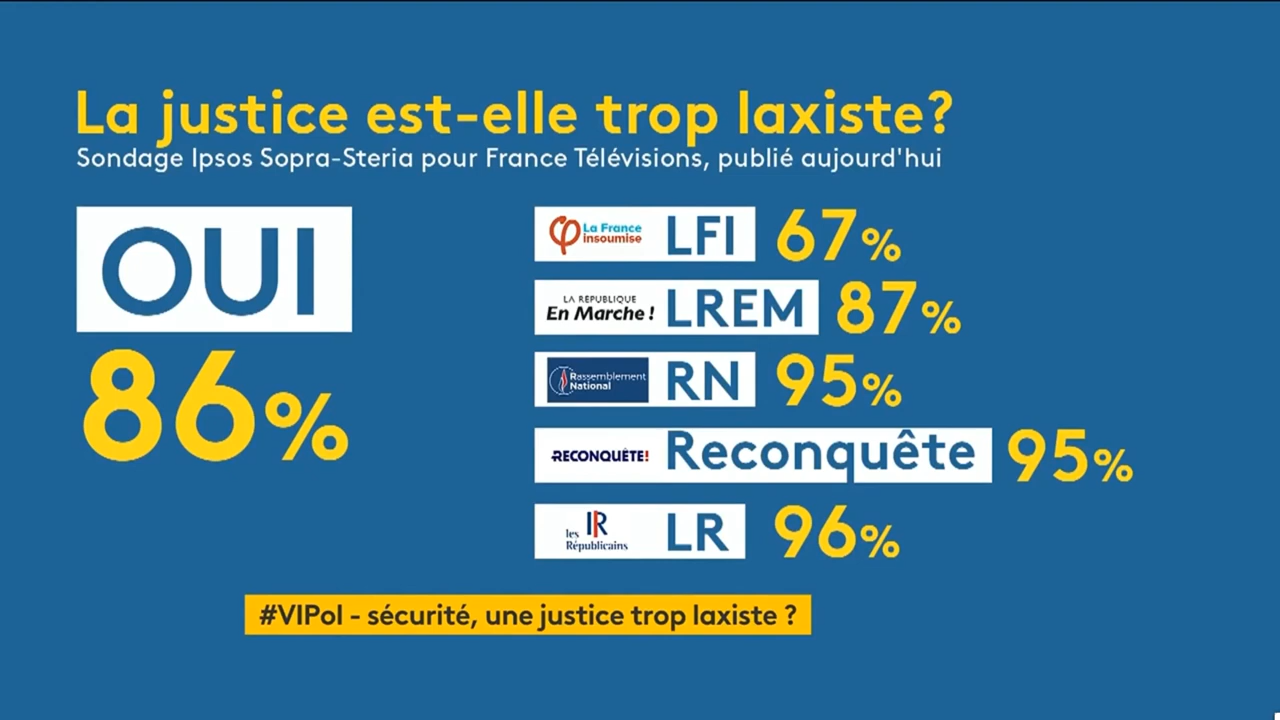 La justice est-elle trop laxiste?
Sondage Ipsos Sopra-Steria pour France Télévisions, publié aujourd'hui
OUI
86%
La France
insoumise
LFI 67%
LA RÉPUBLIQUE
En Marche !
LREM 87%
Rassemblement
National
RN 95%
RECONQUÊTE!
Reconquête 95%
lR
les
Républicains
LR 96%
#VIPol - sécurité, une justice trop laxiste ?